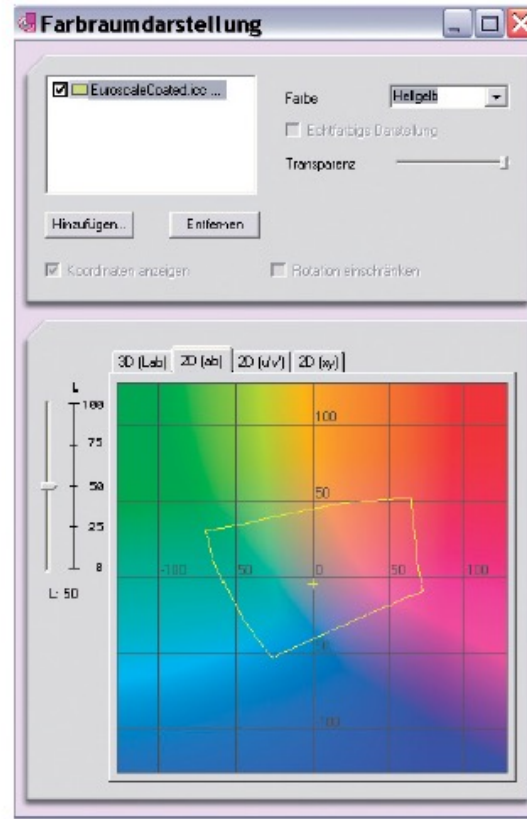 Farbraumdarstellung
EuroscaleCoated.icc ...
Farbe Hellgelb
Echtfarbige Darstellung
Transparenz
Hinzufügen... Entfernen
Koordinaten anzeigen Rotation einschränken
3D (Lab) 2D (ab) 2D (u'v') 2D (xy)
L
100
75
50
25
0
L: 50
100
50
-100 50 0 50 100
50
-100